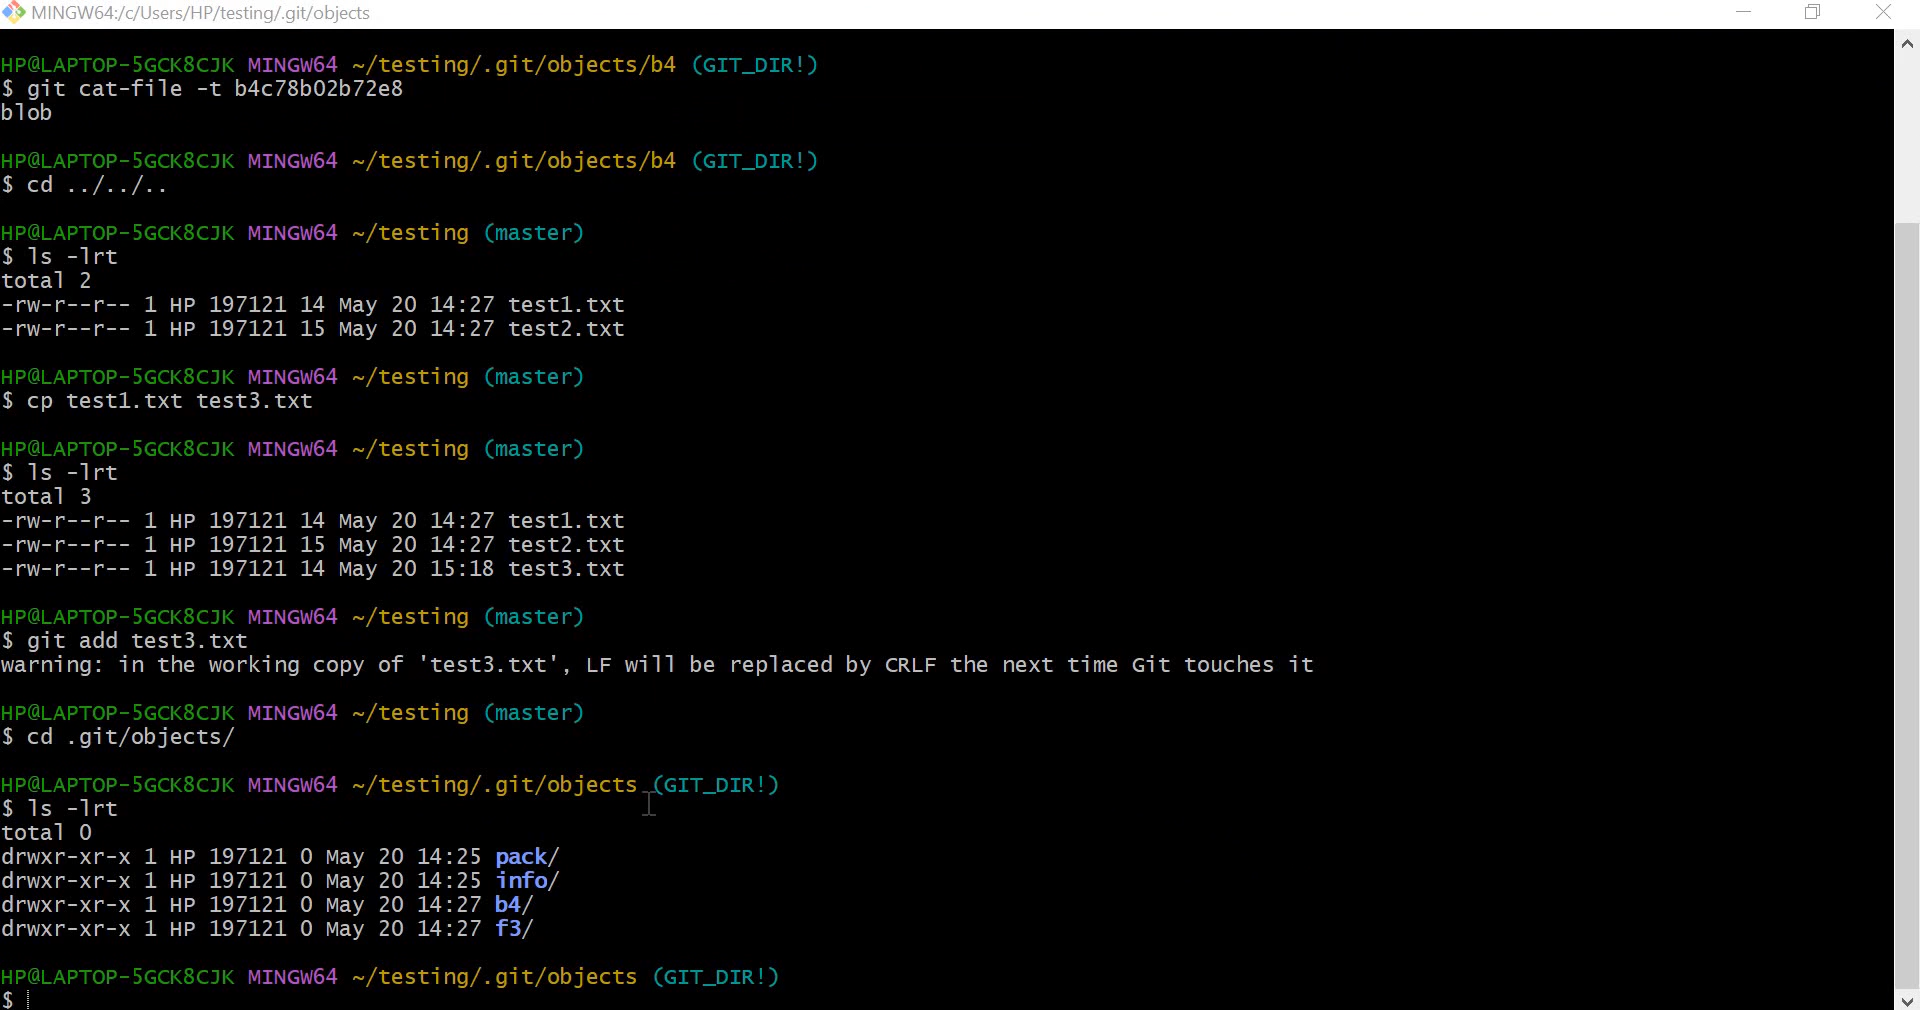 MINGW64:/c/Users/HP/testing/.git/objects
HP@LAPTOP-5GCK8CJK MINGW64 ~/testing/.git/objects/b4 (GIT_DIR!)
$ git cat-file -t b4c78b02b72e8
blob
HP@LAPTOP-5GCK8CJK MINGW64 ~/testing/.git/objects/b4 (GIT_DIR!)
$ cd ../../..
HP@LAPTOP-5GCK8CJK MINGW64 ~/testing (master)
$ ls -lrt
total 2
-rw-r--r-- 1 HP 197121 14 May 20 14:27 test1.txt
-rw-r--r-- 1 HP 197121 15 May 20 14:27 test2.txt
HP@LAPTOP-5GCK8CJK MINGW64 ~/testing (master)
$ cp test1.txt test3.txt
HP@LAPTOP-5GCK8CJK MINGW64 ~/testing (master)
$ ls -lrt
total 3
-rw-r--r-- 1 HP 197121 14 May 20 14:27 test1.txt
-rw-r--r-- 1 HP 197121 15 May 20 14:27 test2.txt
-rw-r--r-- 1 HP 197121 14 May 20 15:18 test3.txt
HP@LAPTOP-5GCK8CJK MINGW64 ~/testing (master)
$ git add test3.txt
warning: in the working copy of 'test3.txt', LF will be replaced by CRLF the next time Git touches it
HP@LAPTOP-5GCK8CJK MINGW64 ~/testing (master)
$ cd .git/objects/
HP@LAPTOP-5GCK8CJK MINGW64 ~/testing/.git/objects (GIT_DIR!)
$ ls -lrt
total 0
drwxr-xr-x 1 HP 197121 0 May 20 14:25 pack/
drwxr-xr-x 1 HP 197121 0 May 20 14:25 info/
drwxr-xr-x 1 HP 197121 0 May 20 14:27 b4/
drwxr-xr-x 1 HP 197121 0 May 20 14:27 f3/
HP@LAPTOP-5GCK8CJK MINGW64 ~/testing/.git/objects (GIT_DIR!)
$